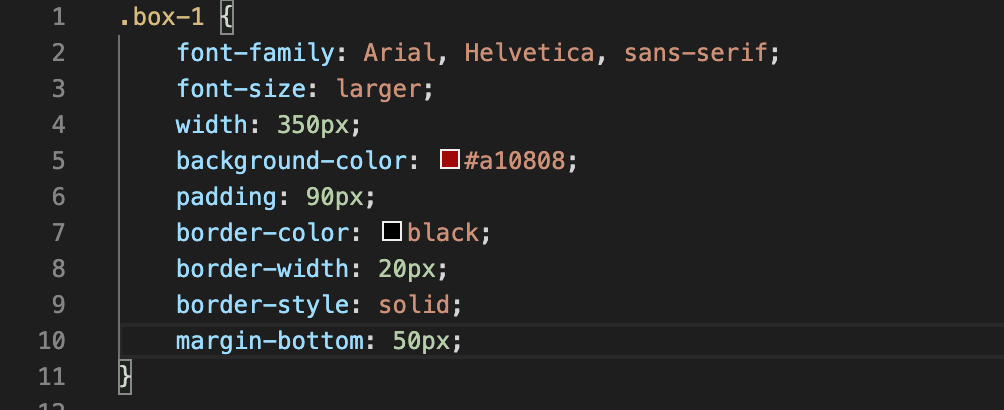 1 .box-1 {
2 font-family: Arial, Helvetica, sans-serif;
3 font-size: larger;
4 width: 350px;
5 background-color: #a10808;
6 padding: 90px;
7 border-color: black;
8 border-width: 20px;
9 border-style: solid;
10 margin-bottom: 50px;
11 }
12